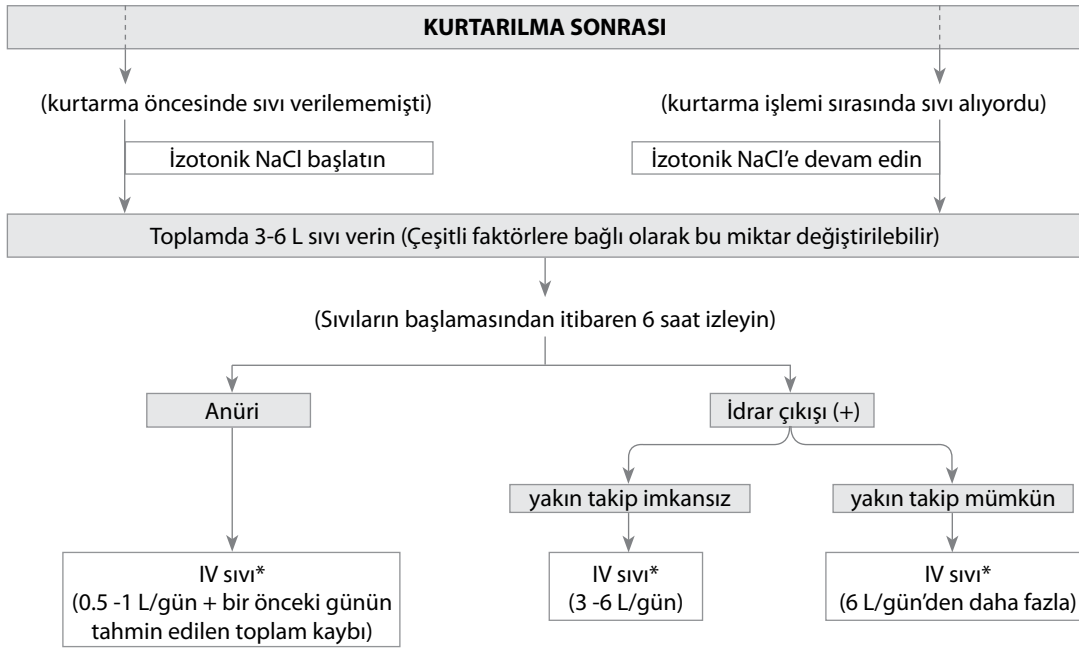 KURTARILMA SONRASI
(kurtarma öncesinde sıvı verilememişti)
(kurtarma işlemi sırasında sıvı alıyordu)
İzotonik NaCl başlatın
İzotonik NaCl’e devam edin
Toplamda 3-6 L sıvı verin (Çeşitli faktörlere bağlı olarak bu miktar değiştirilebilir)
(Sıvıların başlamasından itibaren 6 saat izleyin)
Anüri
İdrar çıkışı (+)
yakın takip imkansız
yakın takip mümkün
IV sıvı*
(0.5 -1 L/gün + bir önceki günün
tahmin edilen toplam kaybı)
IV sıvı*
(3 -6 L/gün)
IV sıvı*
(6 L/gün’den daha fazla)